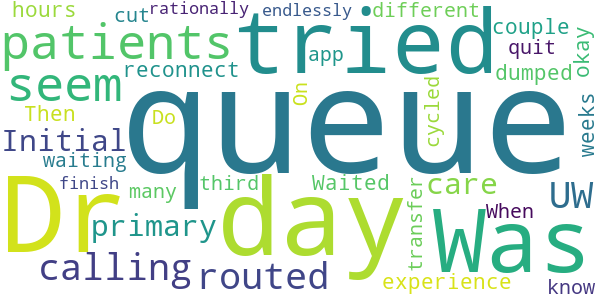 hours cut rationally endlessly different
patients tried couple
seem reconnect app quit okay
dumped
Then queue On cycled weeks
Initial Do
waiting
Dr finish many third day Waited care UW
primary transfer Was When
calling routed experience know